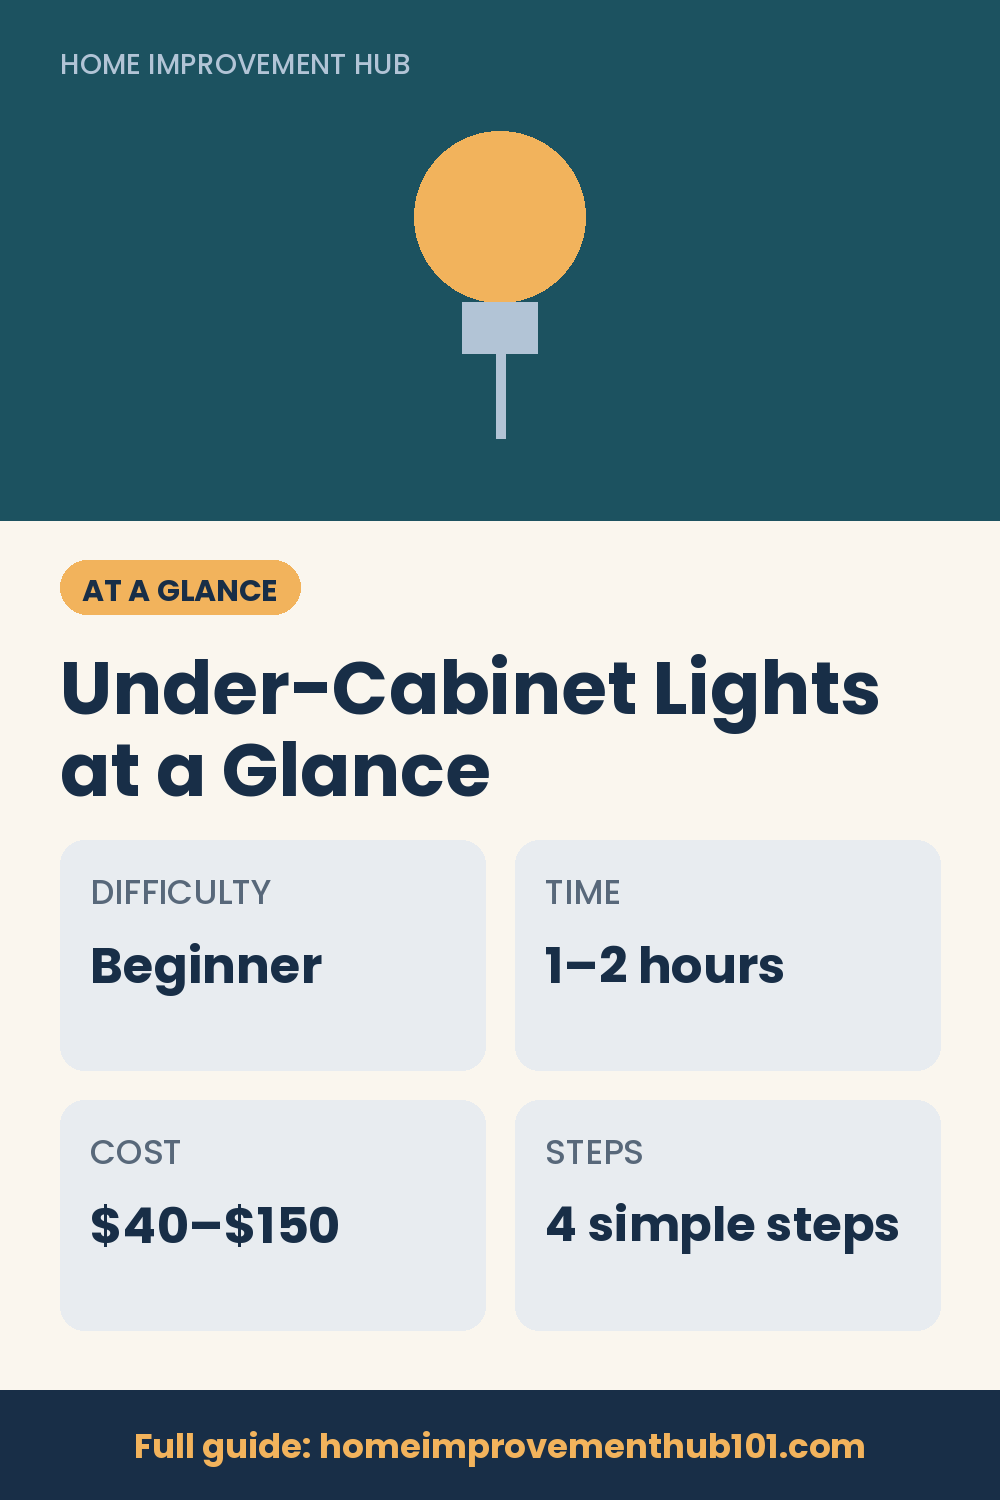 HOME IMPROVEMENT HUB
AT A GLANCE
Under-Cabinet Lights
at a Glance
DIFFICULTY
Beginner
TIME
1–2 hours
COST
$40–$150
STEPS
4 simple steps
Full guide: homeimprovementhub101.com